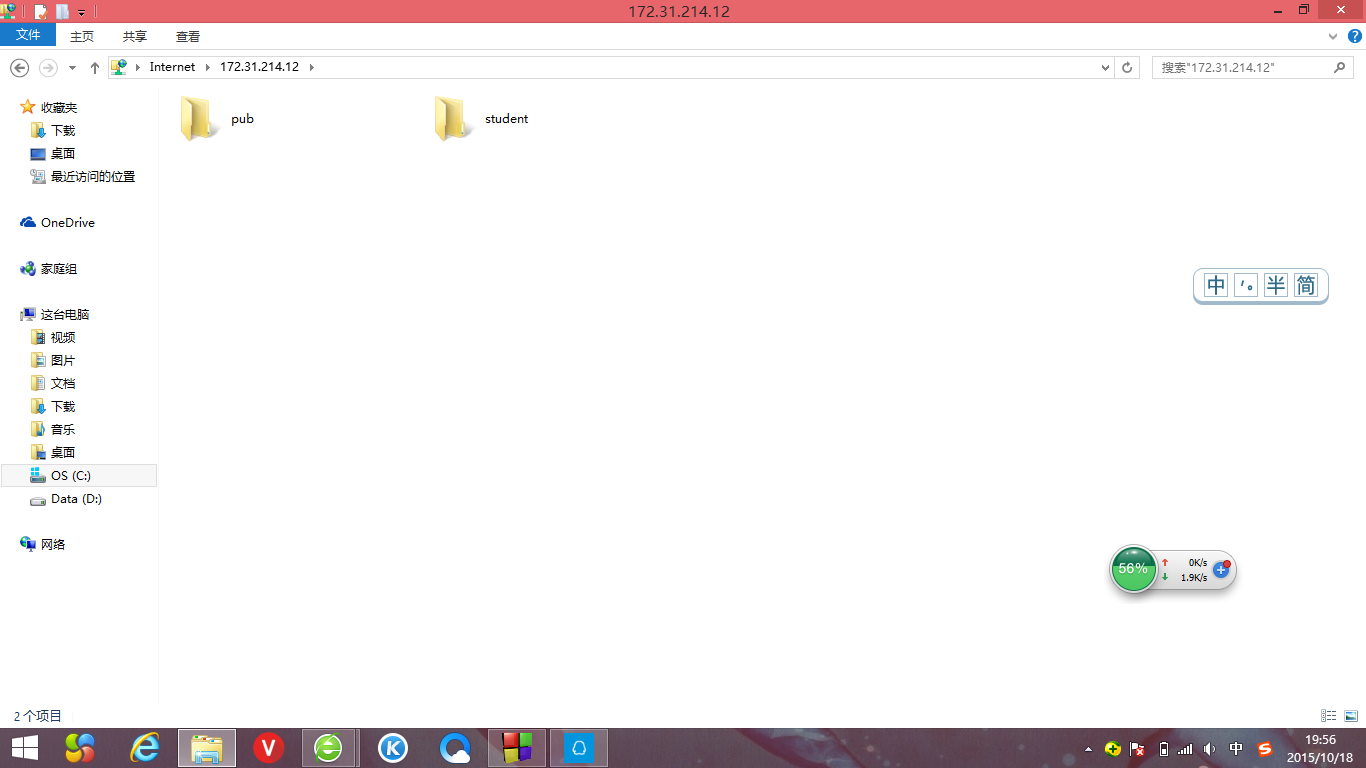 172.31.214.12
文件 主页 共享 查看
Internet 172.31.214.12 搜索"172.31.214.12"
收藏夹
下载
桌面
最近访问的位置
OneDrive
家庭组
这台电脑
视频
图片
文档
下载
音乐
桌面
OS (C:)
Data (D:)
网络
pub student
中 ′。 半 简
56% 0K/s
1.9K/s
2 个项目
中 19:56
2015/10/18